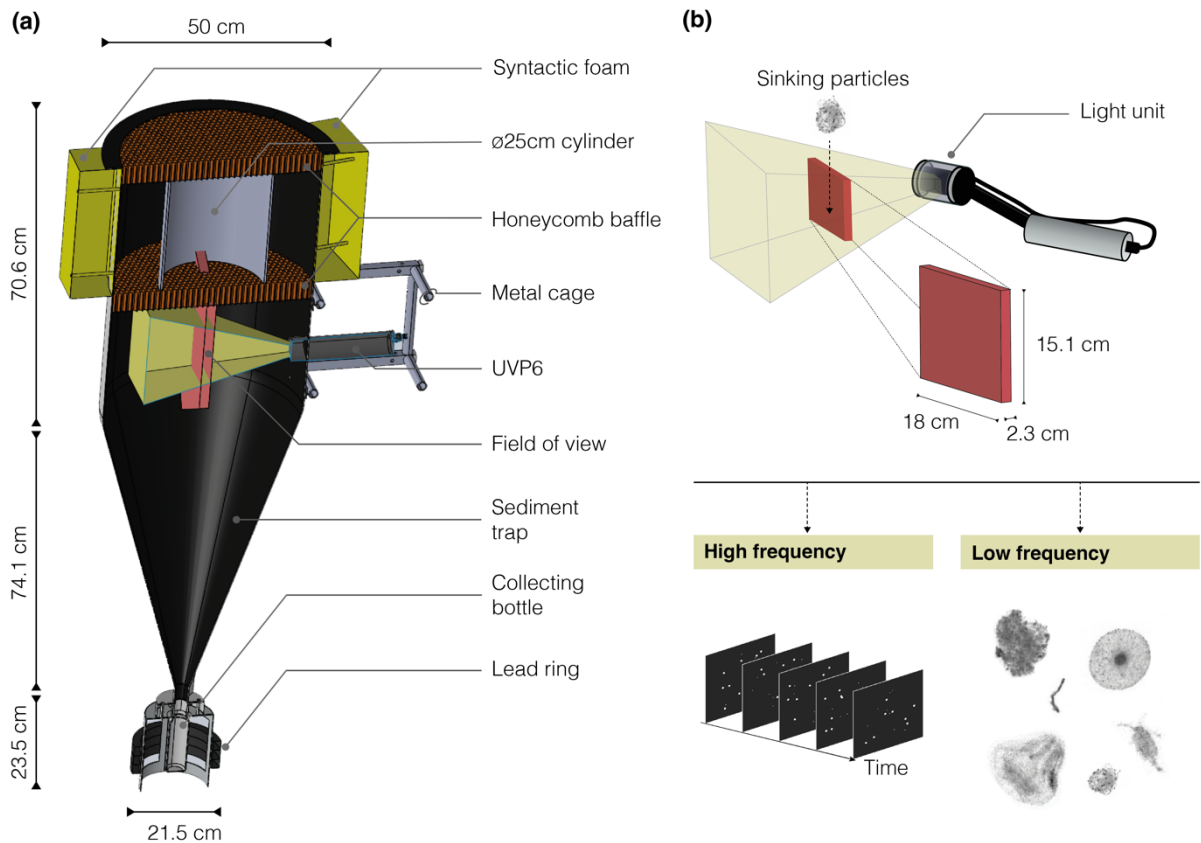 (a)
50 cm
Syntactic foam
ø25cm cylinder
Honeycomb baffle
Metal cage
UVP6
Field of view
Sediment
trap
Collecting
bottle
Lead ring
70.6 cm
74.1 cm
23.5 cm
21.5 cm
(b)
Sinking particles
Light unit
15.1 cm
18 cm
2.3 cm
High frequency
Low frequency
Time